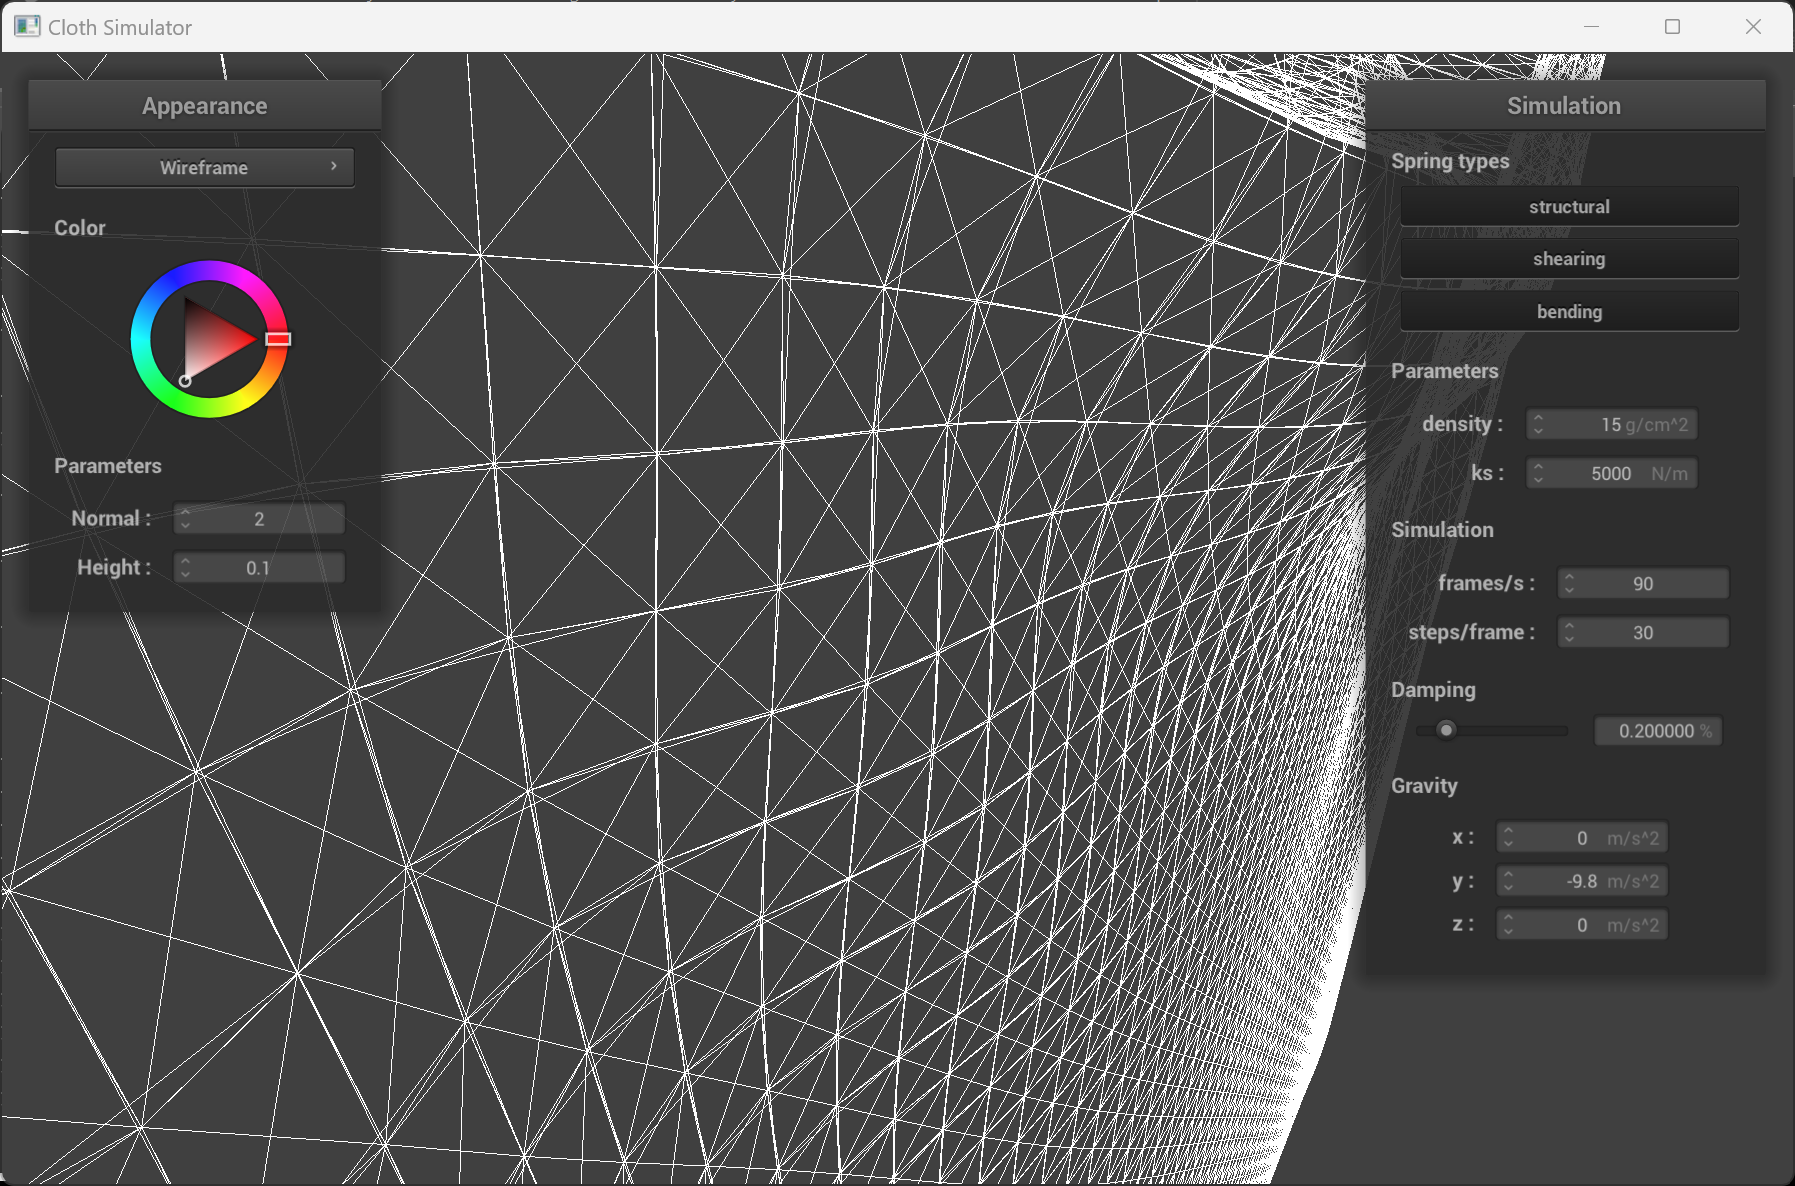 Cloth Simulator
Appearance
Wireframe
Color
Parameters
Normal : 2
Height : 0.1
Simulation
Spring types
structural
shearing
bending
Parameters
density : 15 g/cm^2
ks : 5000 N/m
Simulation
frames/s : 90
steps/frame : 30
Damping
0.200000 %
Gravity
x : 0 m/s^2
y : -9.8 m/s^2
z : 0 m/s^2